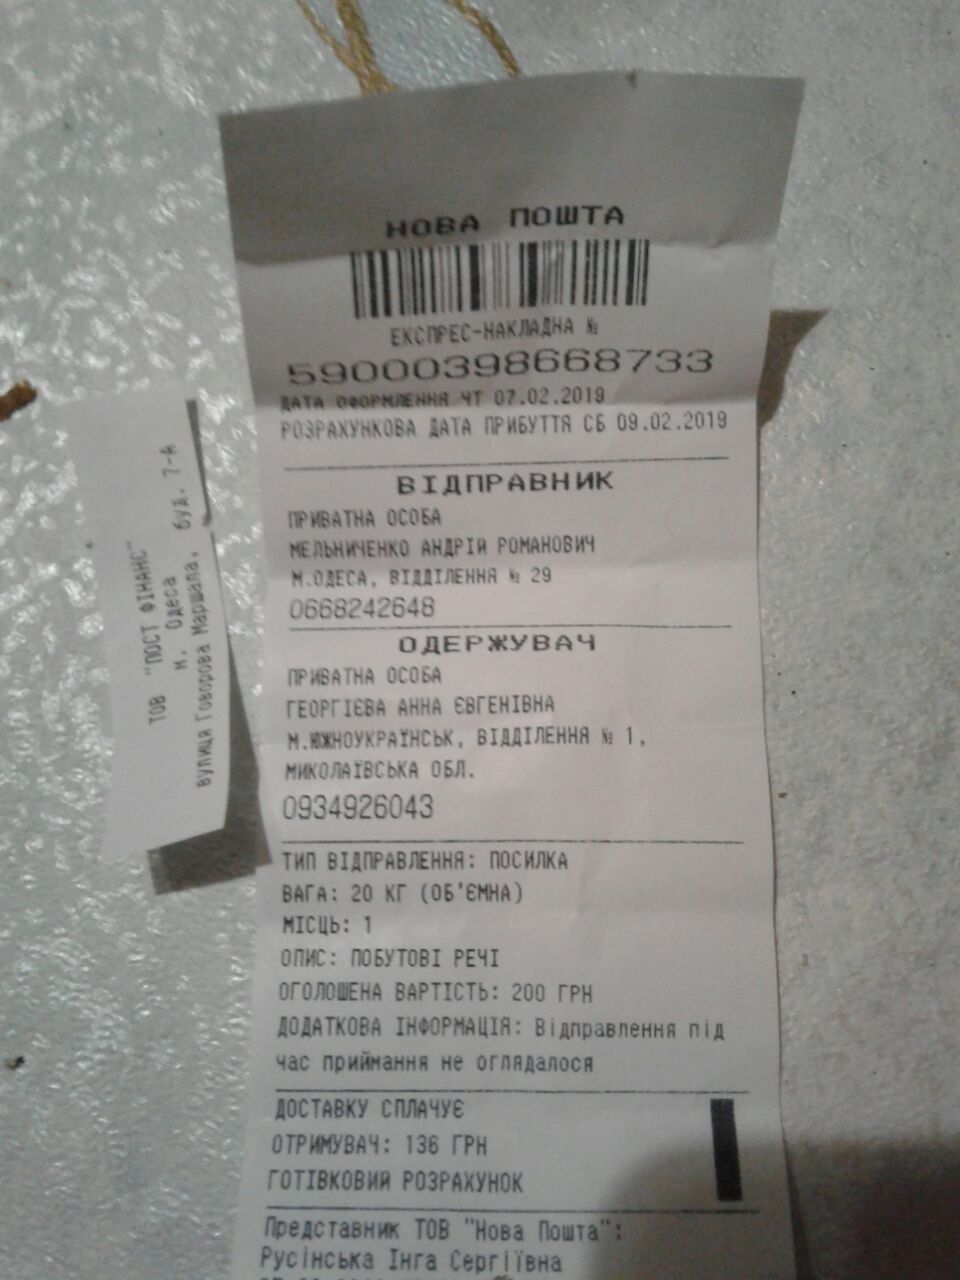 НОВА ПОШТА
ЕКСПРЕС-НАКЛАДНА №
59000398668733
ДАТА ОФОРМЛЕННЯ ЧТ 07.02.2019
РОЗРАХУНКОВА ДАТА ПРИБУТТЯ СБ 09.02.2019
ВІДПРАВНИК
ПРИВАТНА ОСОБА
МЕЛЬНИЧЕНКО АНДРІЙ РОМАНОВИЧ
М.ОДЕСА, ВІДДІЛЕННЯ № 29
0668242648
ОДЕРЖУВАЧ
ПРИВАТНА ОСОБА
ГЕОРГІЄВА АННА ЄВГЕНІВНА
М.ЮЖНОУКРАЇНСЬК, ВІДДІЛЕННЯ № 1,
МИКОЛАЇВСЬКА ОБЛ.
0934926043
ТИП ВІДПРАВЛЕННЯ: ПОСИЛКА
ВАГА: 20 КГ (ОБ'ЄМНА)
МІСЦЬ: 1
ОПИС: ПОБУТОВІ РЕЧІ
ОГОЛОШЕНА ВАРТІСТЬ: 200 ГРН
ДОДАТКОВА ІНФОРМАЦІЯ: Відправлення під
час приймання не оглядалося
ДОСТАВКУ СПЛАЧУЄ
ОТРИМУВАЧ: 136 ГРН
ГОТІВКОВИЙ РОЗРАХУНОК
Представник ТОВ "Нова Пошта":
Русінська Інга Сергіївна
ТОВ "ПОСТ ФІНАНС"
м. Одеса
вулиця Говорова Маршала, буд. 7-А